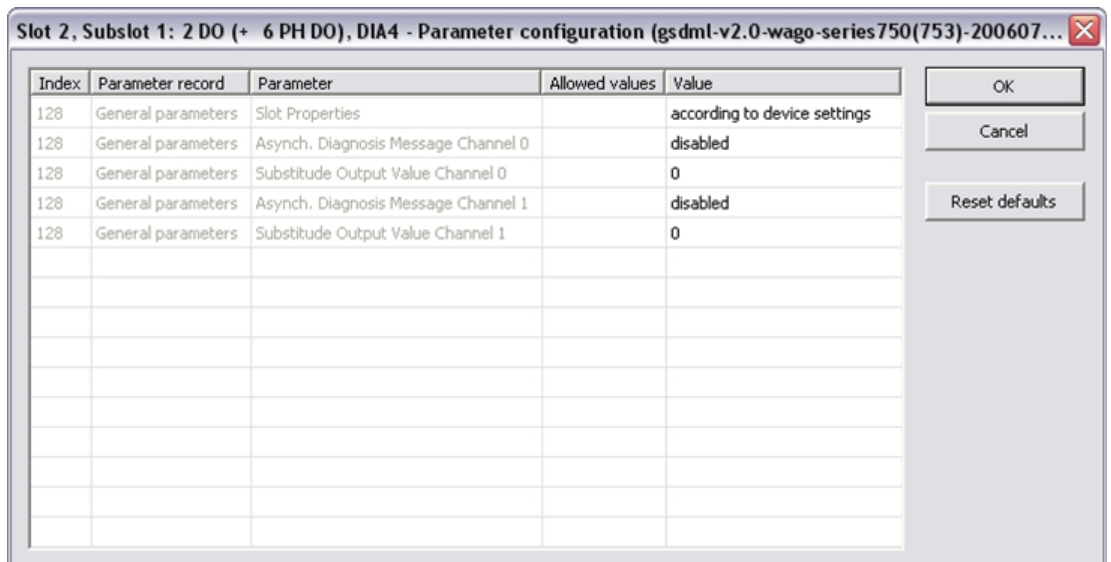 Slot 2, Subslot 1: 2 DO (+ 6 PH DO), DIA4 - Parameter configuration (gsdml-v2.0-wago-series750(753)-200607...
Index Parameter record Parameter Allowed values Value
128 General parameters Slot Properties according to device settings
128 General parameters Asynch. Diagnosis Message Channel 0 disabled
128 General parameters Substitude Output Value Channel 0 0
128 General parameters Asynch. Diagnosis Message Channel 1 disabled
128 General parameters Substitude Output Value Channel 1 0
OK
Cancel
Reset defaults